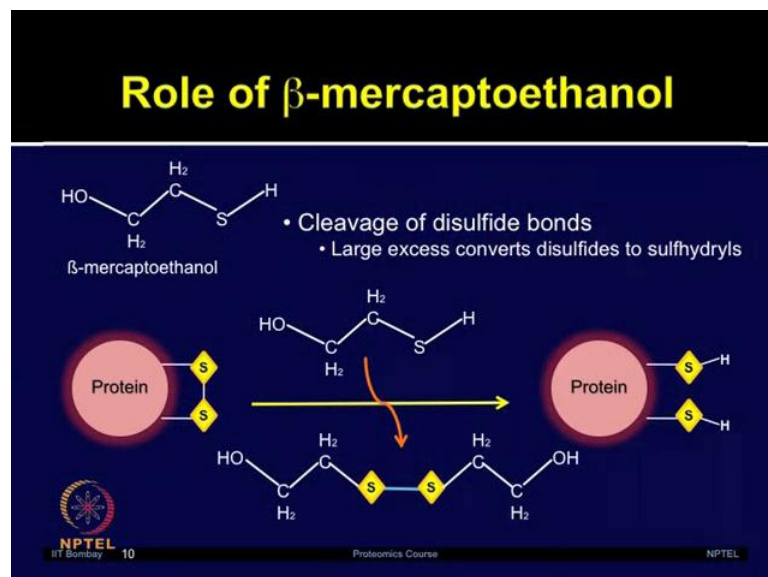 Role of β-mercaptoethanol
H₂
HO C H
C S
H₂
ß-mercaptoethanol
• Cleavage of disulfide bonds
• Large excess converts disulfides to sulfhydryls
H₂
HO C H
C S
H₂
Protein
S
S
Protein
S H
S H
H₂ H₂
HO C C OH
C S S C
H₂ H₂
NPTEL
IIT Bombay 10 Proteomics Course NPTEL